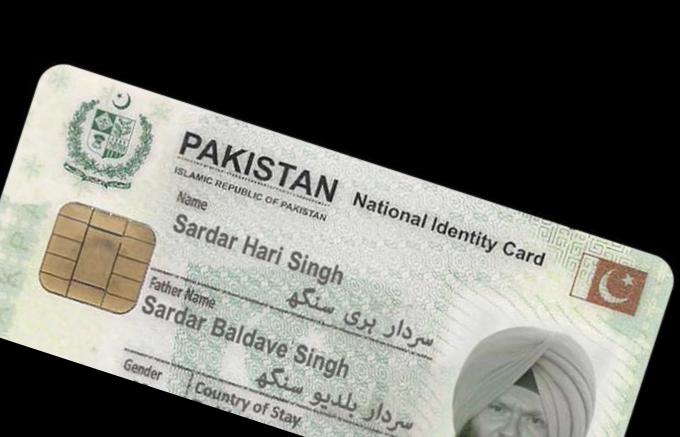 PAKISTAN National Identity Card
ISLAMIC REPUBLIC OF PAKISTAN
Name
Sardar Hari Singh
سردار ہری سنگھ
Father Name
Sardar Baldave Singh
سردار بلدیو سنگھ
Gender
Country of Stay